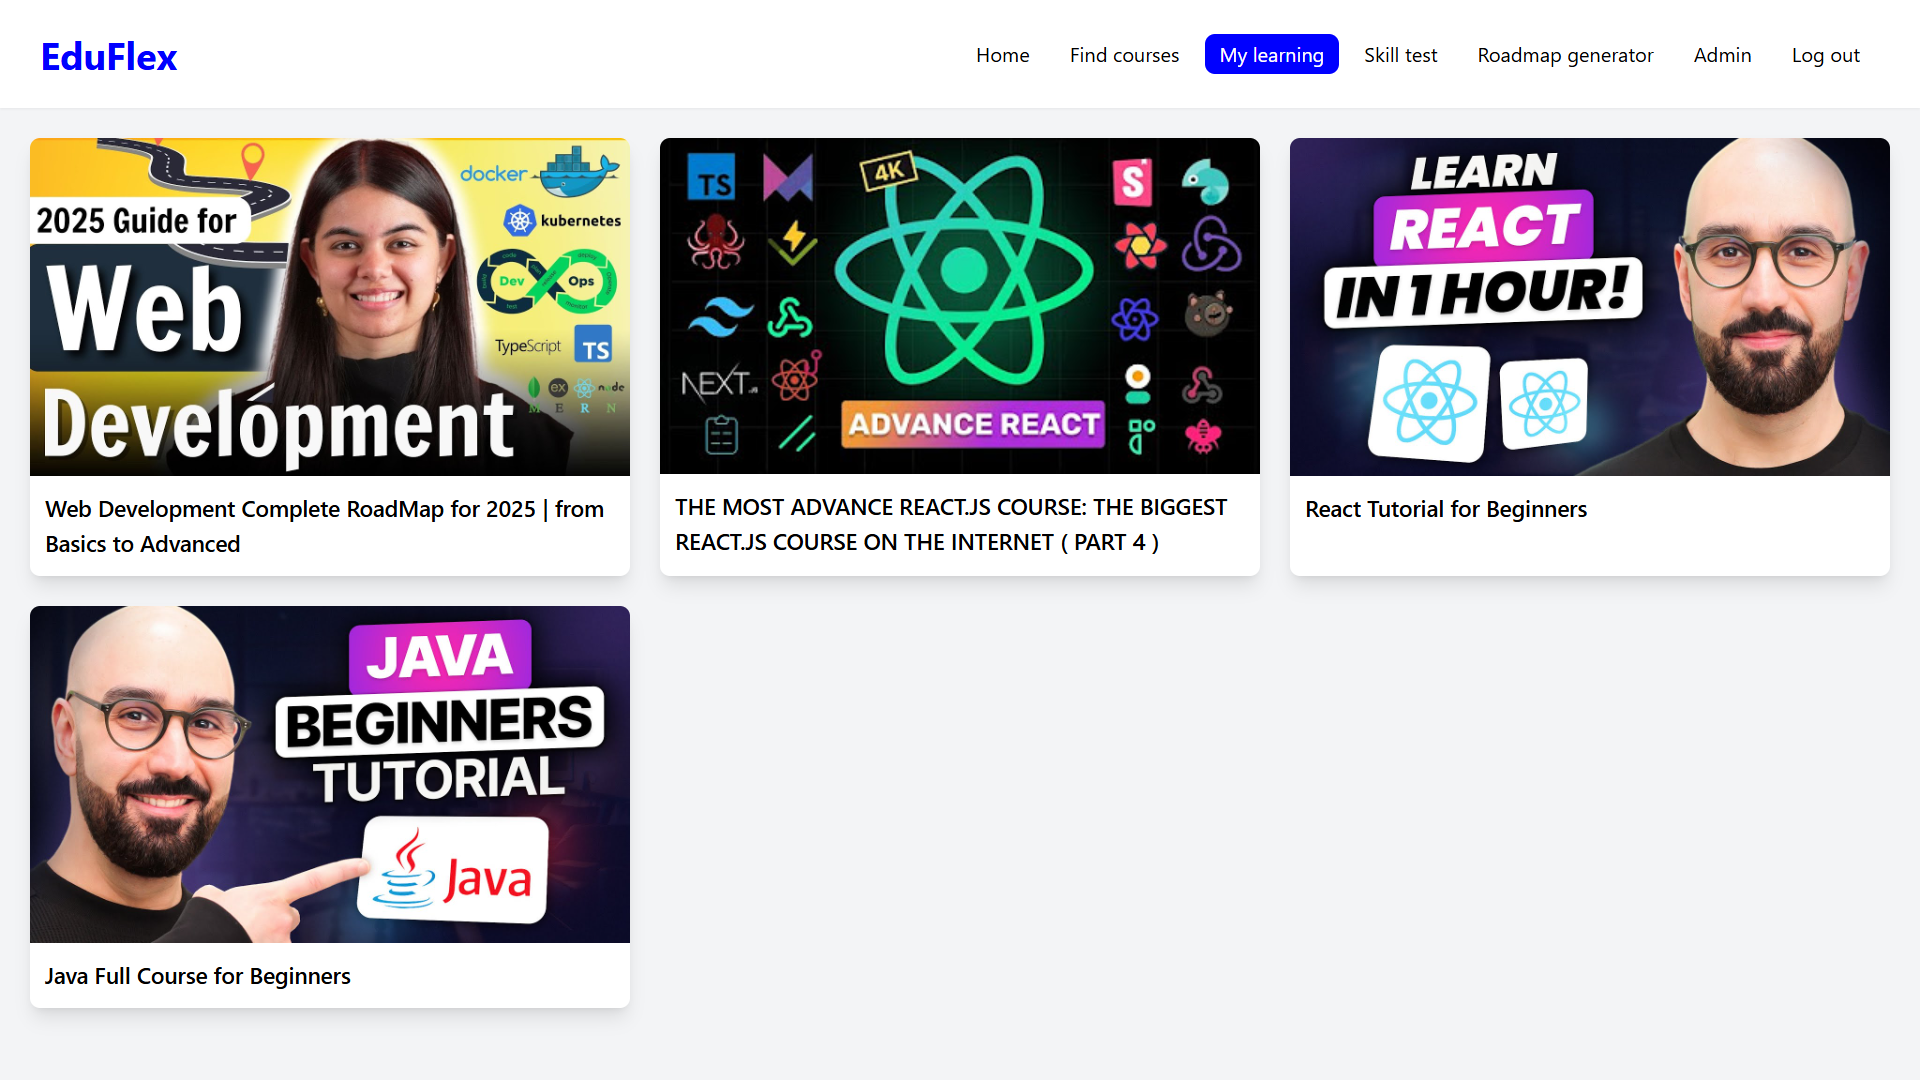 EduFlex
Home Find courses My learning Skill test Roadmap generator Admin Log out
2025 Guide for
Web
Development
docker
kubernetes
Dev Ops
TypeScript TS
ex node
M E R N
Web Development Complete RoadMap for 2025 | from
Basics to Advanced
TS
4K
S
NEXT.JS
ADVANCE REACT
THE MOST ADVANCE REACT.JS COURSE: THE BIGGEST
REACT.JS COURSE ON THE INTERNET ( PART 4 )
LEARN
REACT
IN 1 HOUR!
React Tutorial for Beginners
JAVA
BEGINNERS
TUTORIAL
Java
Java Full Course for Beginners